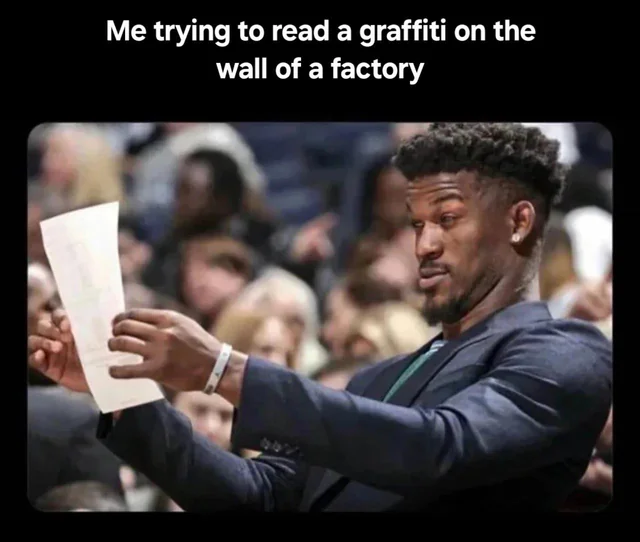 Me trying to read a graffiti on the
wall of a factory